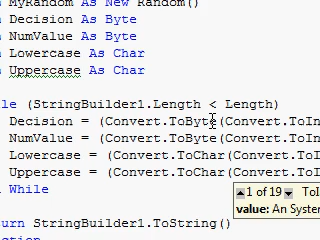 MyRandom As New Random()
Decision As Byte
NumValue As Byte
Lowercase As Char
Uppercase As Char
le (StringBuilder1.Length < Length)
Decision = (Convert.ToByte(Convert.ToIn
NumValue = (Convert.ToByte(Convert.ToIn
Lowercase = (Convert.ToChar(Convert.ToI
Uppercase = (Convert.ToChar(Convert.ToI
While
1 of 19 ToI
value: An System
urn StringBuilder1.ToString()